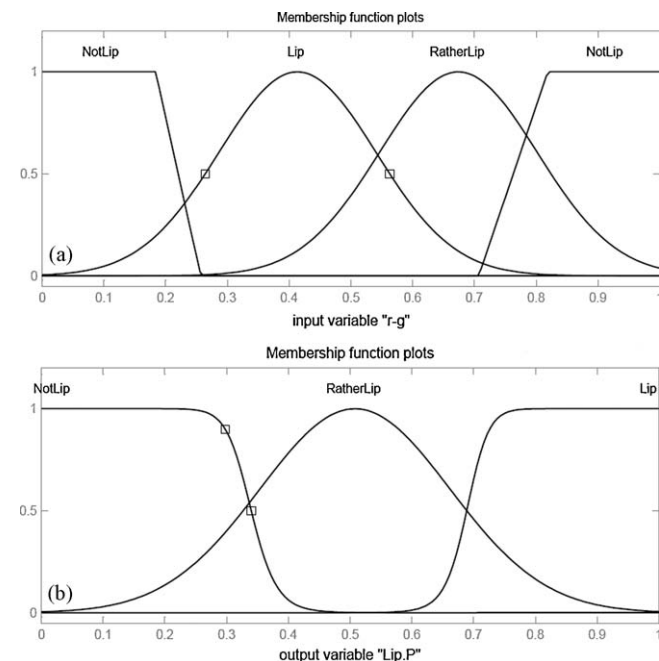 Membership function plots
NotLip Lip RatherLip NotLip
1
0.5
0
(a)
0 0.1 0.2 0.3 0.4 0.5 0.6 0.7 0.8 0.9 1
input variable "r-g"
Membership function plots
NotLip RatherLip Lip
1
0.5
0
(b)
0 0.1 0.2 0.3 0.4 0.5 0.6 0.7 0.8 0.9 1
output variable "Lip.P"